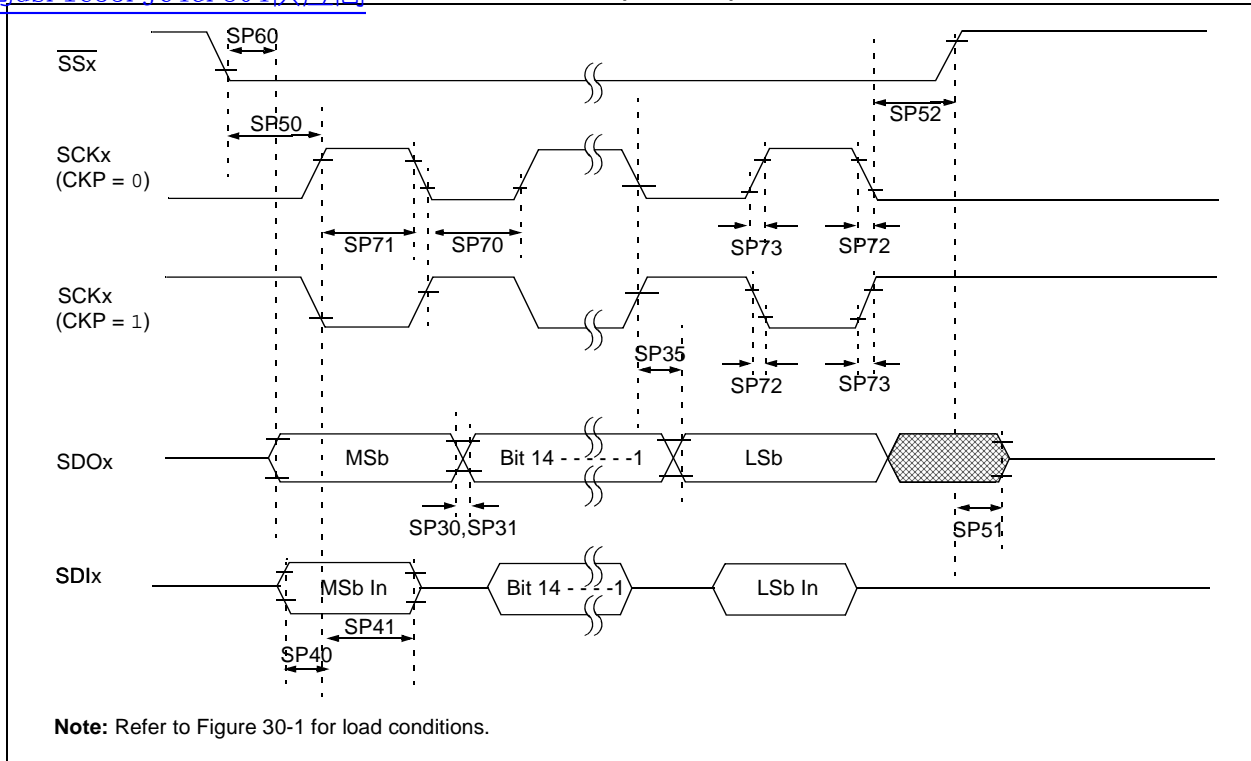 SP60
SSx
SP50
SP52
SCKx
(CKP = 0)
SP71
SP70
SP73
SP72
SCKx
(CKP = 1)
SP35
SP72
SP73
SDOx
MSb
Bit 14 - - - - - -1
LSb
SP30,SP31
SP51
SDIx
MSb In
Bit 14 - - - -1
LSb In
SP41
SP40
Note: Refer to Figure 30-1 for load conditions.